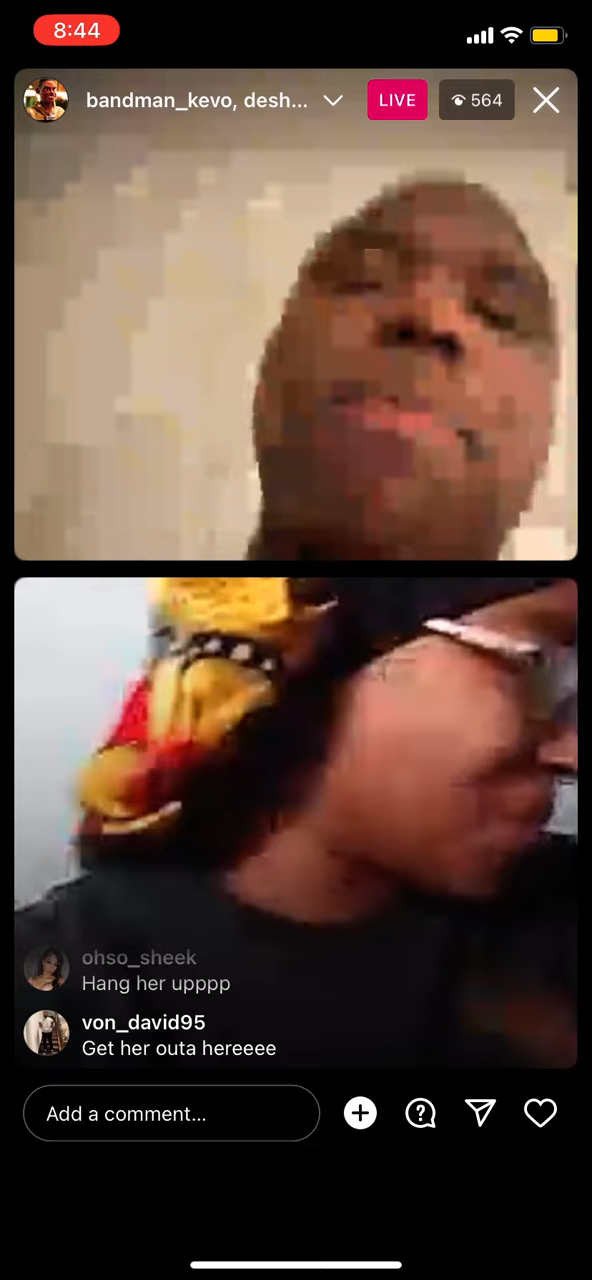 8:44
bandman_kevo, desh...
LIVE
564
ohso_sheek
Hang her upppp
von_david95
Get her outa hereeee
Add a comment...